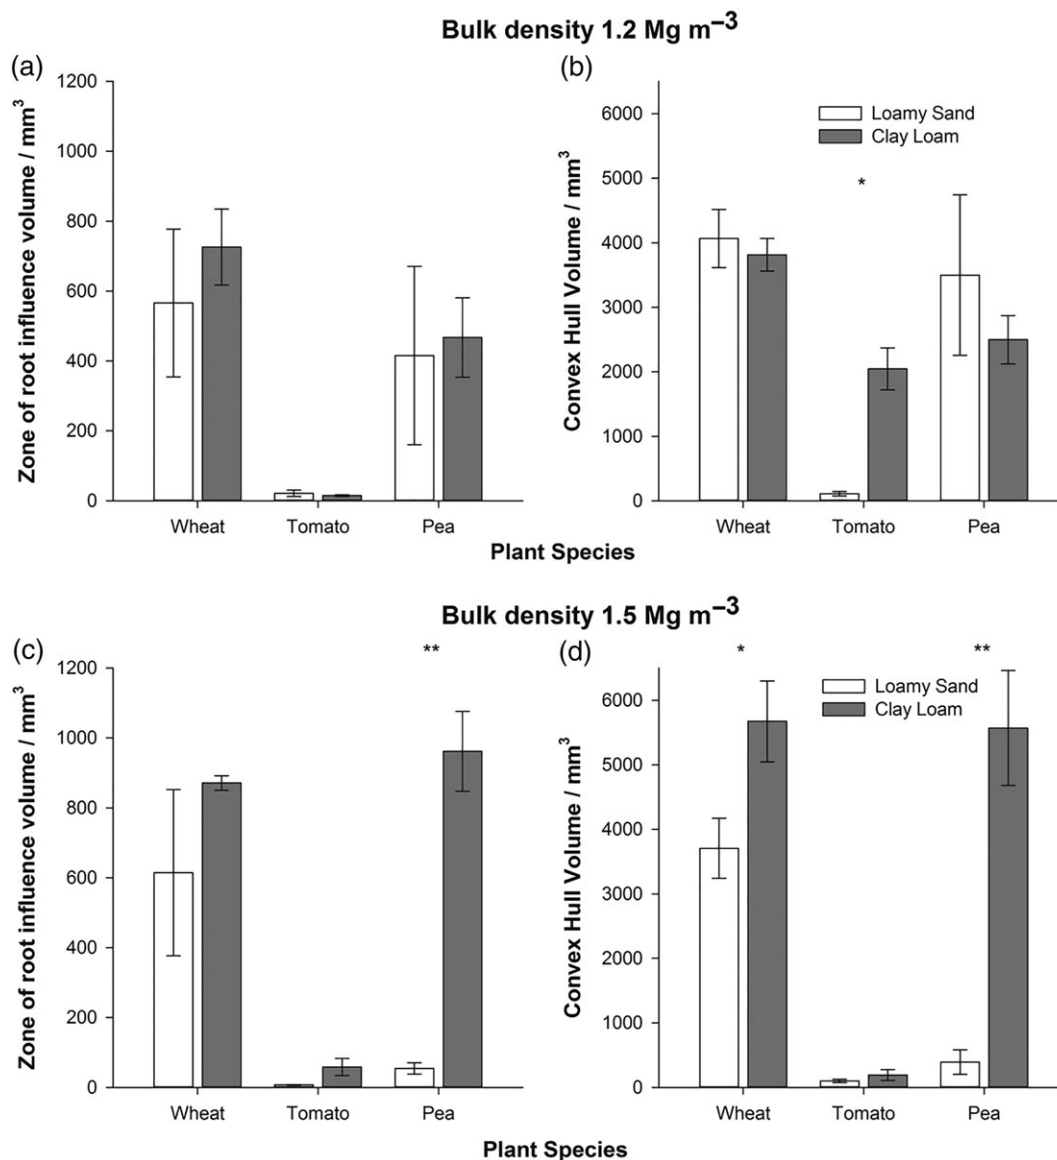 Bulk density 1.2 Mg m⁻³
(a)
Zone of root influence volume / mm³
1200
1000
800
600
400
200
0
Wheat
Tomato
Pea
(b)
Convex Hull Volume / mm³
6000
5000
4000
3000
2000
1000
0
Loamy Sand
Clay Loam
*
Wheat
Tomato
Pea
Plant Species
Bulk density 1.5 Mg m⁻³
(c)
Zone of root influence volume / mm³
1200
1000
800
600
400
200
0
**
Wheat
Tomato
Pea
(d)
Convex Hull Volume / mm³
6000
5000
4000
3000
2000
1000
0
*
**
Loamy Sand
Clay Loam
Wheat
Tomato
Pea
Plant Species